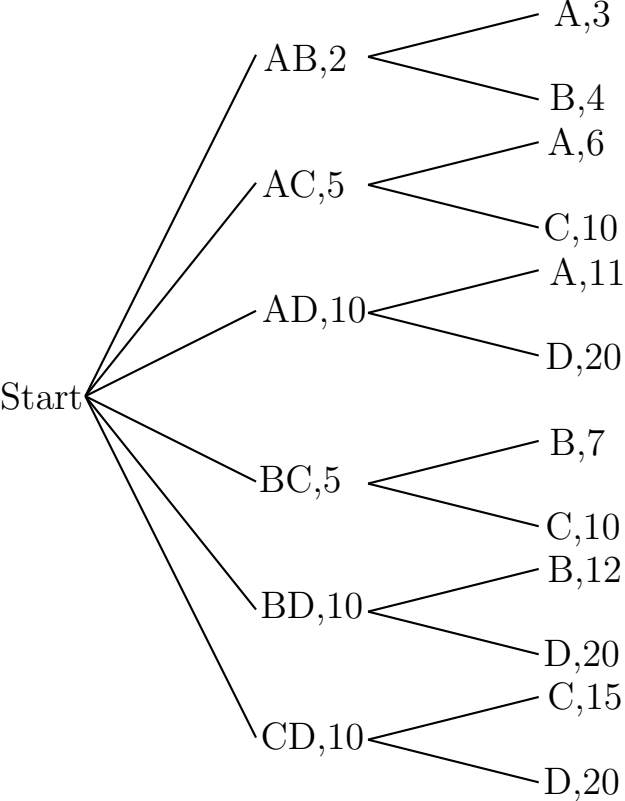 A,3
AB,2
B,4
A,6
AC,5
C,10
A,11
AD,10
D,20
Start
B,7
BC,5
C,10
B,12
BD,10
D,20
C,15
CD,10
D,20